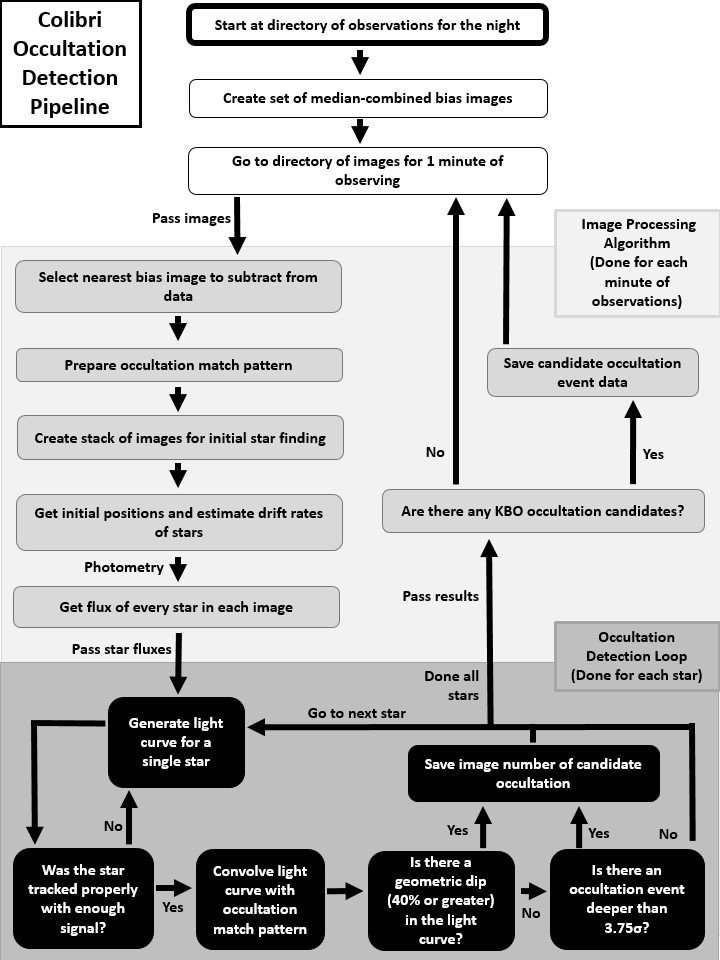 Colibri
Occultation
Detection
Pipeline
Start at directory of observations for the night
Create set of median-combined bias images
Go to directory of images for 1 minute of
observing
Pass images
Image Processing
Algorithm
(Done for each
minute of
observations)
Select nearest bias image to subtract from
data
Prepare occultation match pattern
Save candidate occultation
event data
Create stack of images for initial star finding
No
Yes
Get initial positions and estimate drift rates
of stars
Are there any KBO occultation candidates?
Photometry
Get flux of every star in each image
Pass results
Pass star fluxes
Occultation
Detection Loop
(Done for each star)
Done all
stars
Generate light
curve for a
single star
Go to next star
Save image number of candidate
occultation
No
Yes
Yes
No
Was the star
tracked properly
with enough
signal?
Yes
Convolve light
curve with
occultation
match pattern
Is there a
geometric dip
(40% or greater)
in the light
curve?
No
Is there an
occultation event
deeper than
3.75σ?